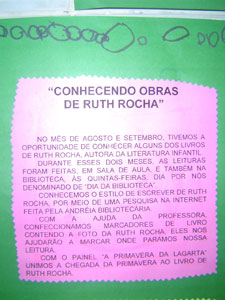 "CONHECENDO OBRAS
DE RUTH ROCHA"
NO MÊS DE AGOSTO E SETEMBRO, TIVEMOS A
OPORTUNIDADE DE CONHECER ALGUNS DOS LIVROS
DE RUTH ROCHA, AUTORA DA LITERATURA INFANTIL.
DURANTE ESSES DOIS MESES, AS LEITURAS
FORAM FEITAS, EM SALA DE AULA, E TAMBÉM NA
BIBLIOTECA, ÀS QUINTAS-FEIRAS, DIA POR NÓS
DENOMINADO DE "DIA DA BIBLIOTECA".
CONHECEMOS O ESTILO DE ESCREVER DE RUTH
ROCHA, POR MEIO DE UMA PESQUISA NA INTERNET
FEITA PELA ANDRÉIA BIBLIOTECÁRIA.
COM A AJUDA DA PROFESSORA,
CONFECCIONAMOS MARCADORES DE LIVRO
CONTENDO A FOTO DA RUTH ROCHA. ELES NOS
AJUDARÃO A MARCAR ONDE PARAMOS NOSSA
LEITURA.
COM O PAINEL "A PRIMAVERA DA LAGARTA"
UNIMOS A CHEGADA DA PRIMAVERA AO LIVRO DE
RUTH ROCHA.